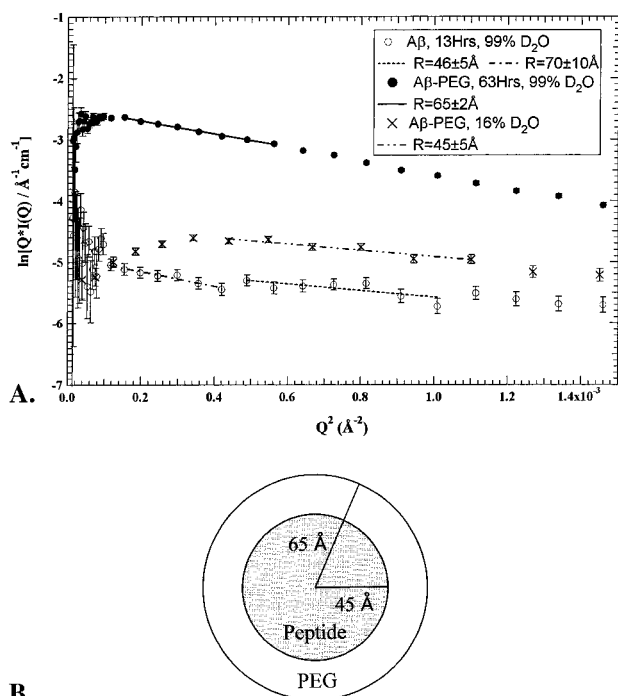 -1
-2
-3
-4
-5
-6
-7
ln[Q*I(Q) / Å⁻¹cm⁻¹]
Aβ, 13Hrs, 99% D₂O
R=46±5Å R=70±10Å
Aβ-PEG, 63Hrs, 99% D₂O
R=65±2Å
Aβ-PEG, 16% D₂O
R=45±5Å
0.0 0.2 0.4 0.6 0.8 1.0 1.2 1.4x10⁻³
Q² (Å⁻²)
A.
65 Å
45 Å
Peptide
PEG
B.